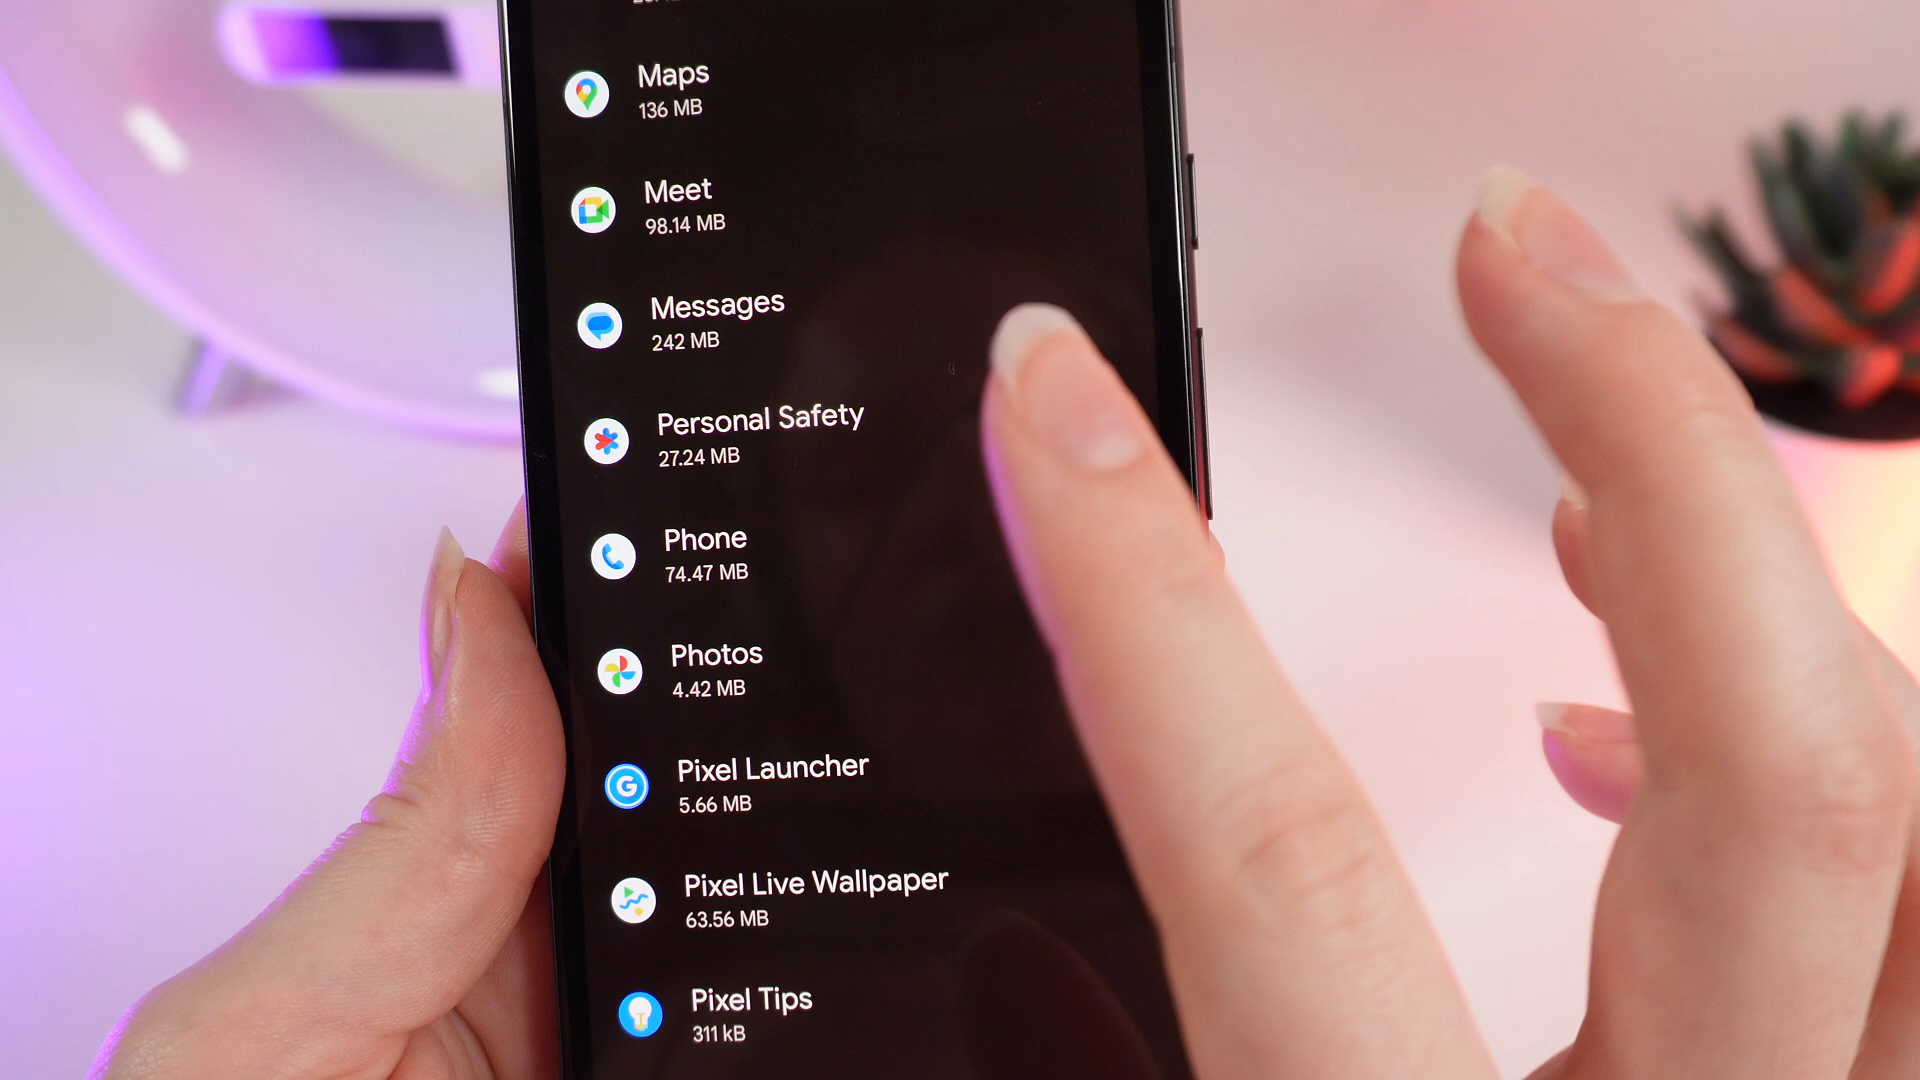 Maps
136 MB
Meet
98.14 MB
Messages
242 MB
Personal Safety
27.24 MB
Phone
74.47 MB
Photos
4.42 MB
Pixel Launcher
5.66 MB
Pixel Live Wallpaper
63.56 MB
Pixel Tips
311 kB